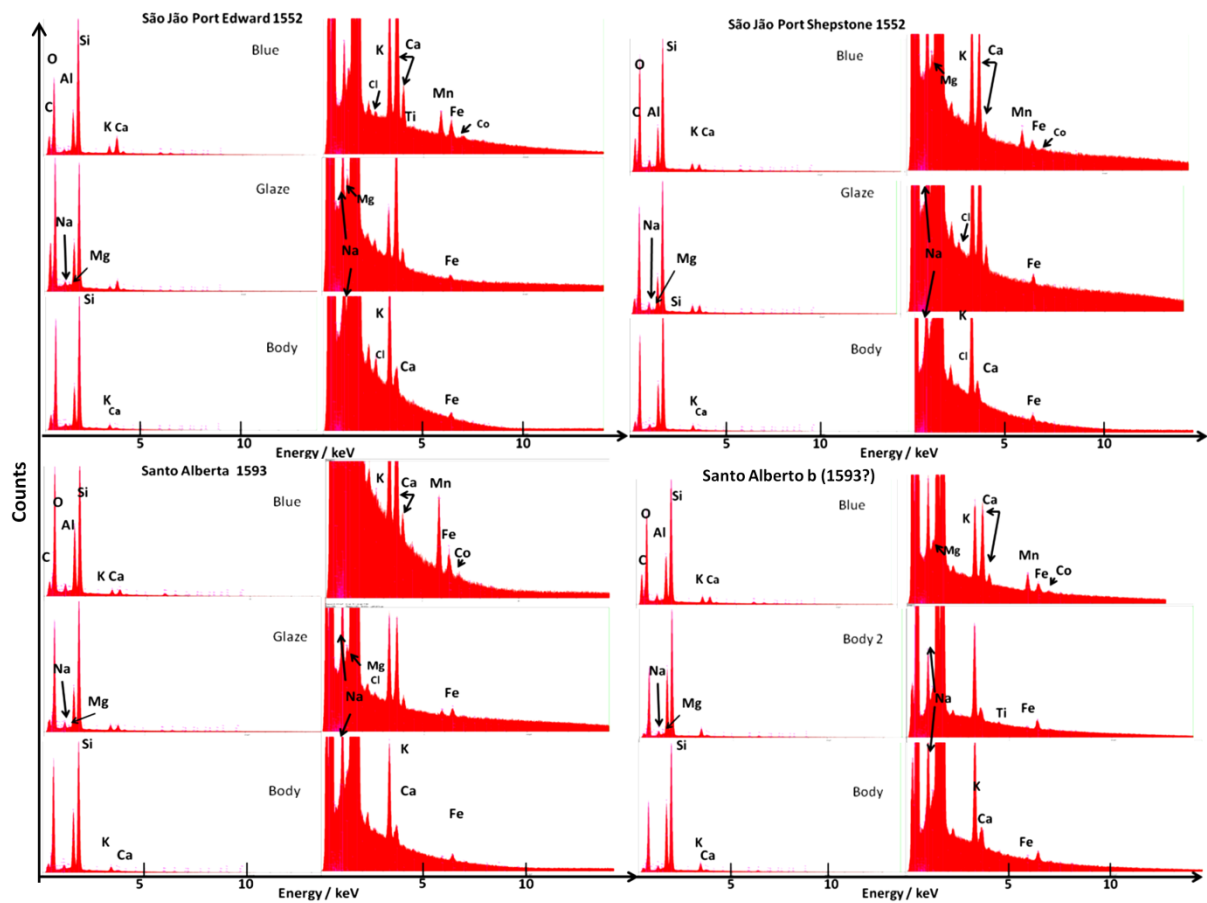 São Jão Port Edward 1552
Blue
Si
O
Al
C
K Ca
K
Ca
Cl
Ti
Mn
Fe
Co
Glaze
Na
Mg
Mg
Na
Fe
Body
Si
K
Ca
K
Cl
Ca
Fe
5
10
5
10
Energy / keV
São Jão Port Shepstone 1552
Blue
Si
O
C
Al
K Ca
Mg
K
Ca
Mn
Fe
Co
Glaze
Na
Mg
Cl
Na
Fe
Body
Si
K
Ca
K
Cl
Ca
Fe
5
10
5
10
Energy / keV
Counts
Santo Alberta 1593
Blue
Si
O
Al
C
K Ca
K
Ca
Mn
Fe
Co
Glaze
Na
Mg
Mg
Cl
Na
Fe
Body
Si
K
Ca
K
Ca
Fe
5
10
5
10
Energy / keV
Santo Alberto b (1593?)
Blue
Si
O
Al
C
K Ca
Mg
K
Ca
Mn
Fe
Co
Body 2
Na
Mg
Na
Ti
Fe
Body
Si
K
Ca
K
Ca
Fe
5
10
5
10
Energy / keV